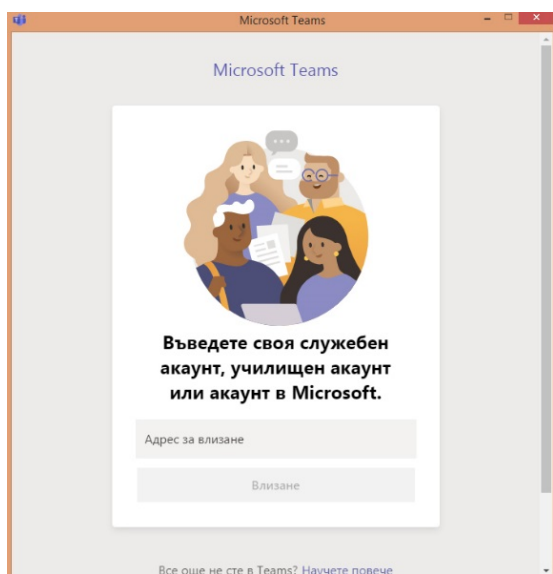 Microsoft Teams
Microsoft Teams
Въведете своя служебен
акаунт, училищен акаунт
или акаунт в Microsoft.
Адрес за влизане
Влизане
Все още не сте в Teams? Научете повече